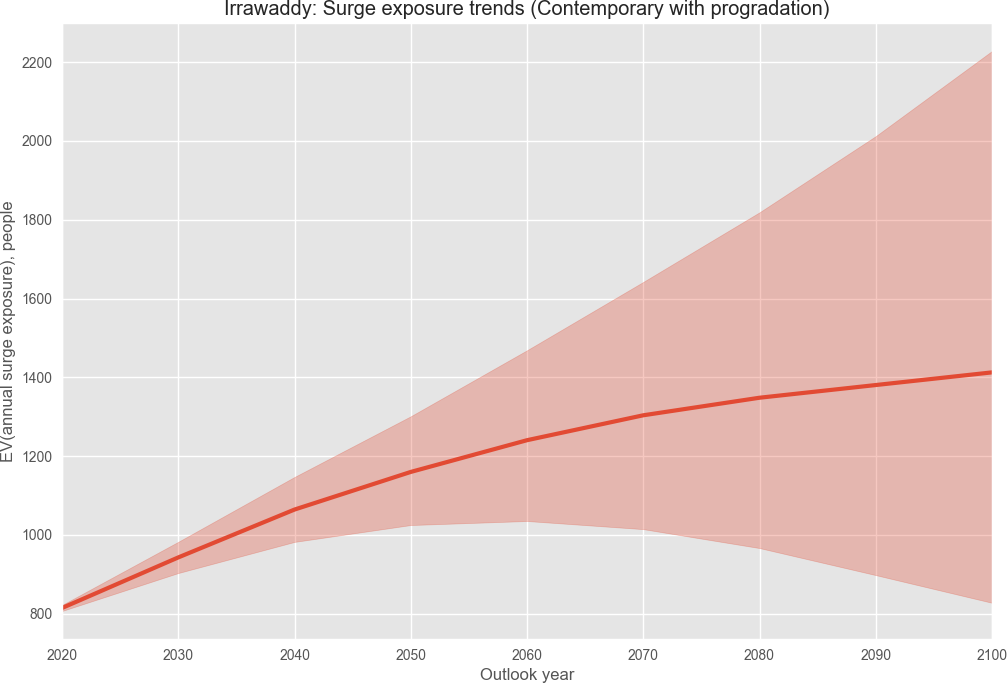 Irrawaddy: Surge exposure trends (Contemporary with progradation)
EV(annual surge exposure), people
2200
2000
1800
1600
1400
1200
1000
800
2020 2030 2040 2050 2060 2070 2080 2090 2100
Outlook year